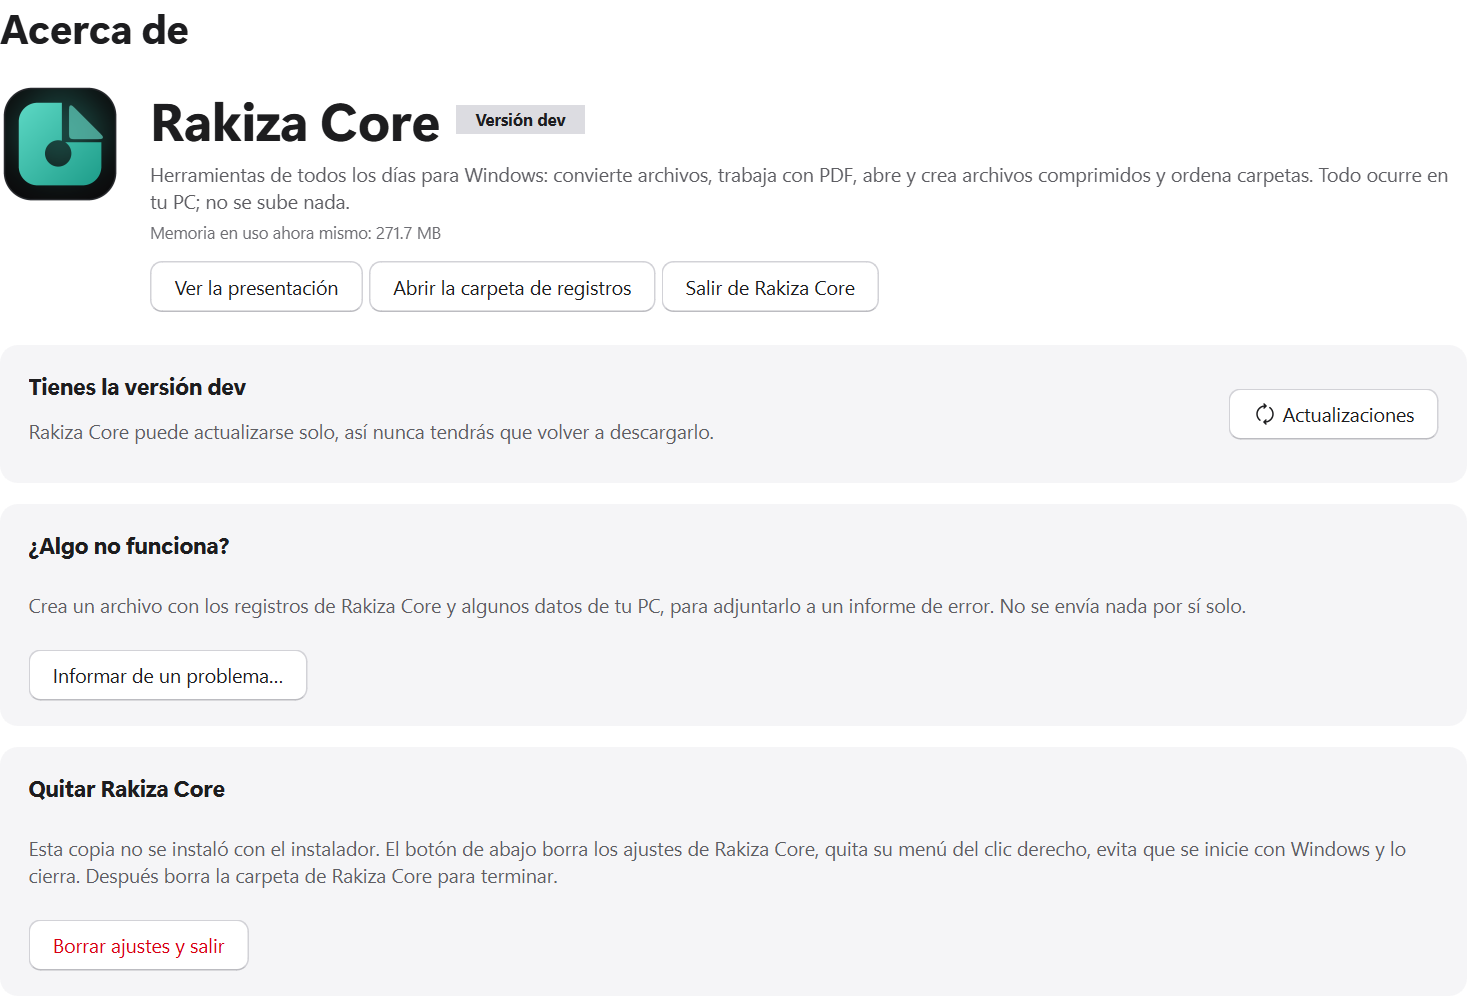 Acerca de
Rakiza Core
Versión dev
Herramientas de todos los días para Windows: convierte archivos, trabaja con PDF, abre y crea archivos comprimidos y ordena carpetas. Todo ocurre en
tu PC; no se sube nada.
Memoria en uso ahora mismo: 271.7 MB
Ver la presentación
Abrir la carpeta de registros
Salir de Rakiza Core
Tienes la versión dev
Rakiza Core puede actualizarse solo, así nunca tendrás que volver a descargarlo.
Actualizaciones
¿Algo no funciona?
Crea un archivo con los registros de Rakiza Core y algunos datos de tu PC, para adjuntarlo a un informe de error. No se envía nada por sí solo.
Informar de un problema...
Quitar Rakiza Core
Esta copia no se instaló con el instalador. El botón de abajo borra los ajustes de Rakiza Core, quita su menú del clic derecho, evita que se inicie con Windows y lo
cierra. Después borra la carpeta de Rakiza Core para terminar.
Borrar ajustes y salir